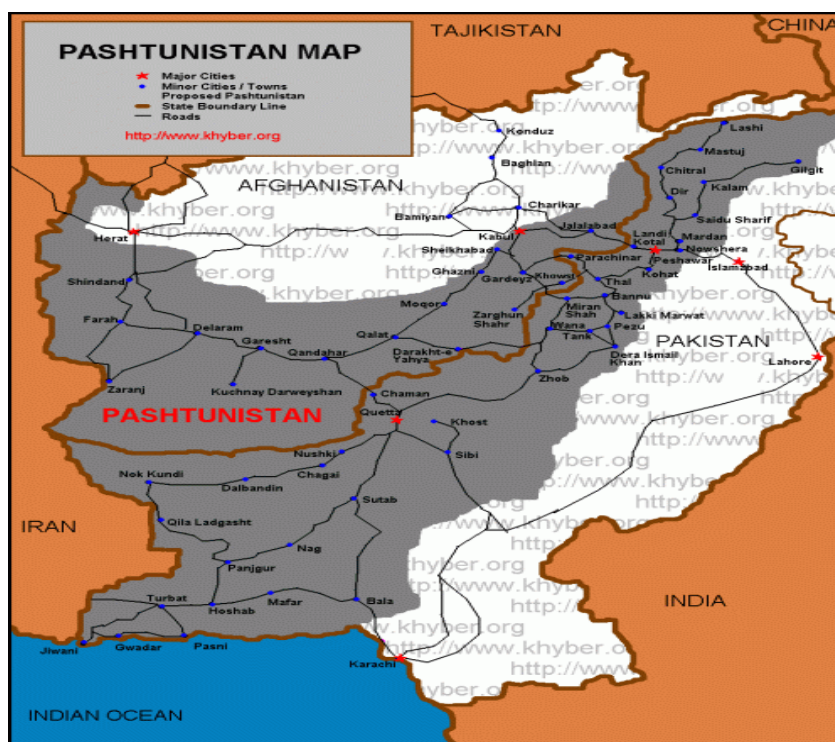 PASHTUNISTAN MAP
Major Cities
Minor Cities / Towns
Proposed Pashtunistan
State Boundary Line
Roads
http://www.khyber.org
TAJIKISTAN
CHINA
Konduz
Baghlan
AFGHANISTAN
Charikar
Bamiyan
Kabul
Jalalabad
Herat
Sheikhabad
Ghazni
Gardeyz
Khowst
Lashi
Mastuj
Chitral
Gilgit
Dir
Kalam
Saidu Sharif
Landi
Kotal
Mardan
Nowshera
Peshawar
Islamabad
Parachinar
Kohat
Thal
Shindand
Moqor
Zarghun
Shahr
Miran
Shah
Bannu
Lakki Marwat
Farah
Delaram
Garesht
Qalat
Wana
Pezu
Tank
PAKISTAN
Qandahar
Darakht-e
Yahya
Dera Ismail
Khan
Lahore
Zaranj
Kuchnay Darweyshan
Zhob
Chaman
PASHTUNISTAN
Quetta
Khost
Nushki
Sibi
Chagai
Nok Kundi
Dalbandin
Sutab
IRAN
Qila Ladgasht
Nag
Panjgur
Turbat
Hoshab
Mafar
Bala
INDIA
Jiwani
Gwadar
Pasni
Karachi
INDIAN OCEAN